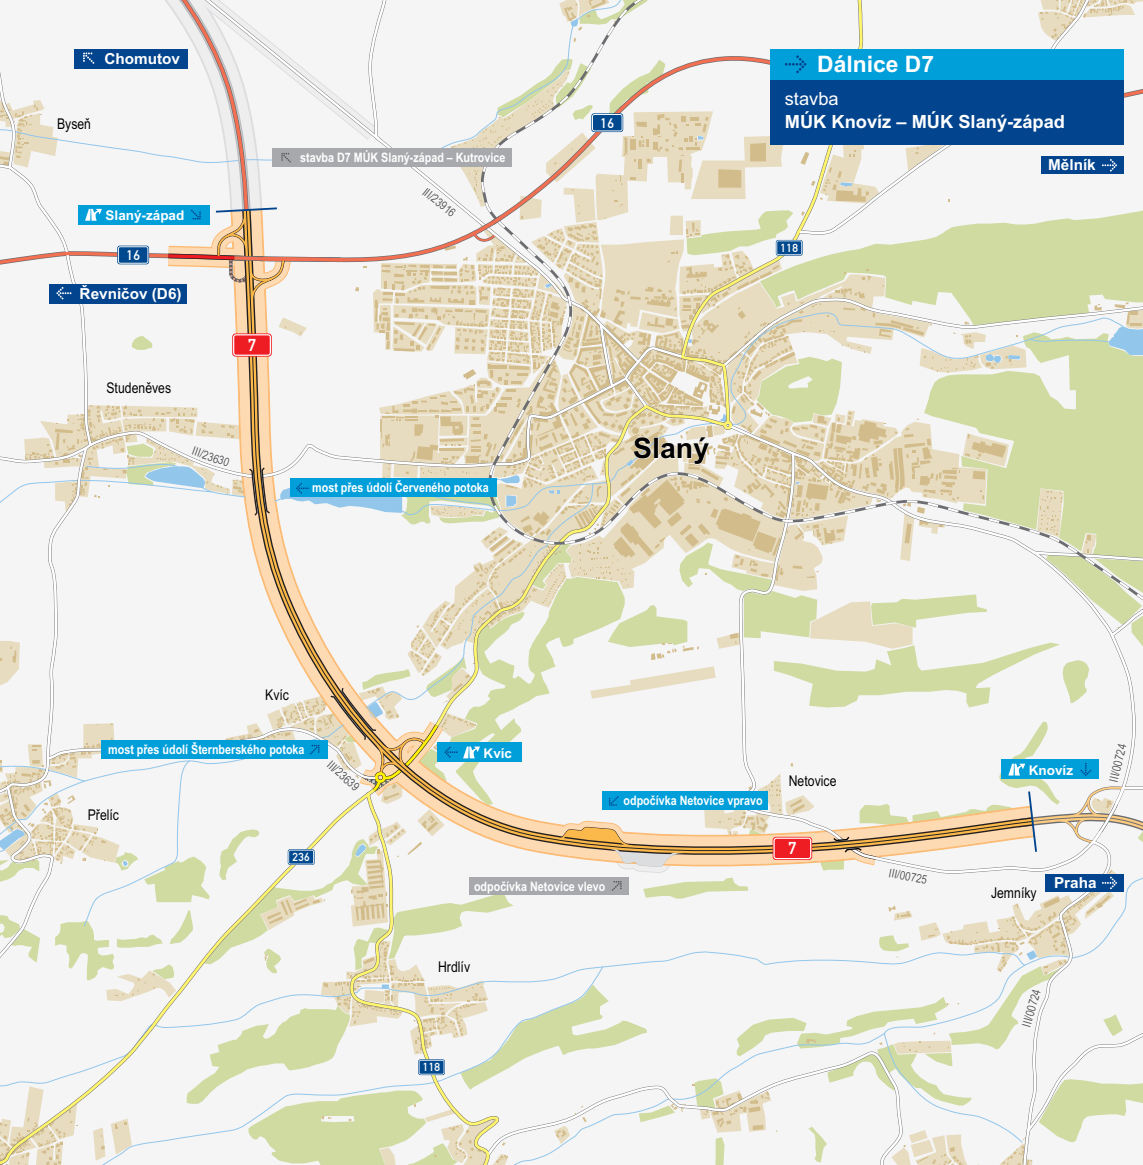 Chomutov
Dálnice D7
stavba
MÚK Knovíz – MÚK Slaný-západ
Byseň
16
stavba D7 MÚK Slaný-západ – Kutrovice
Mělník
III/23916
Slaný-západ
118
16
Řevničov (D6)
7
Studeněves
Slaný
III/23630
most přes údolí Červeného potoka
Kvíc
most přes údolí Šternberského potoka
Kvíc
III/23639
III/00724
Knovíz
Netovice
odpočívka Netovice vpravo
Přelíc
7
236
III/00725
odpočívka Netovice vlevo
Praha
Jemníky
Hrdlív
III/00724
118